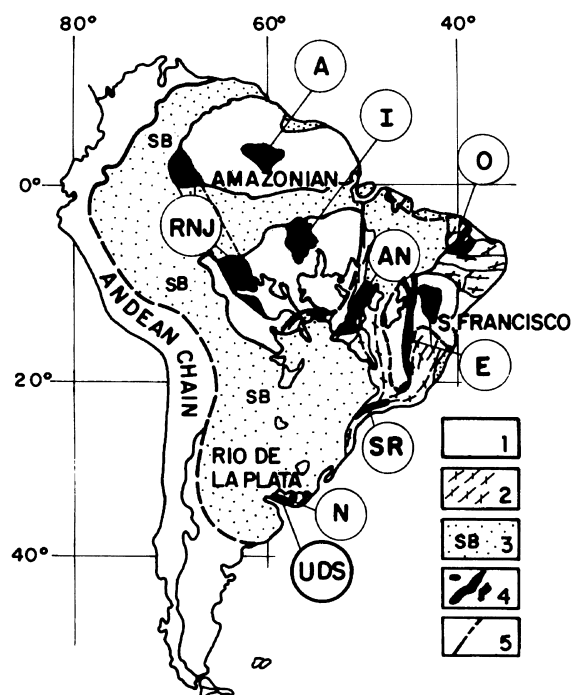 80° 60° 40°
A
I
SB
AMAZONIAN
O
0°
RNJ
AN
SB
ANDEAN CHAIN
S. FRANCISCO
E
20°
SB
SR
1
RIO DE
LA PLATA
2
N
SB 3
40°
UDS
4
5